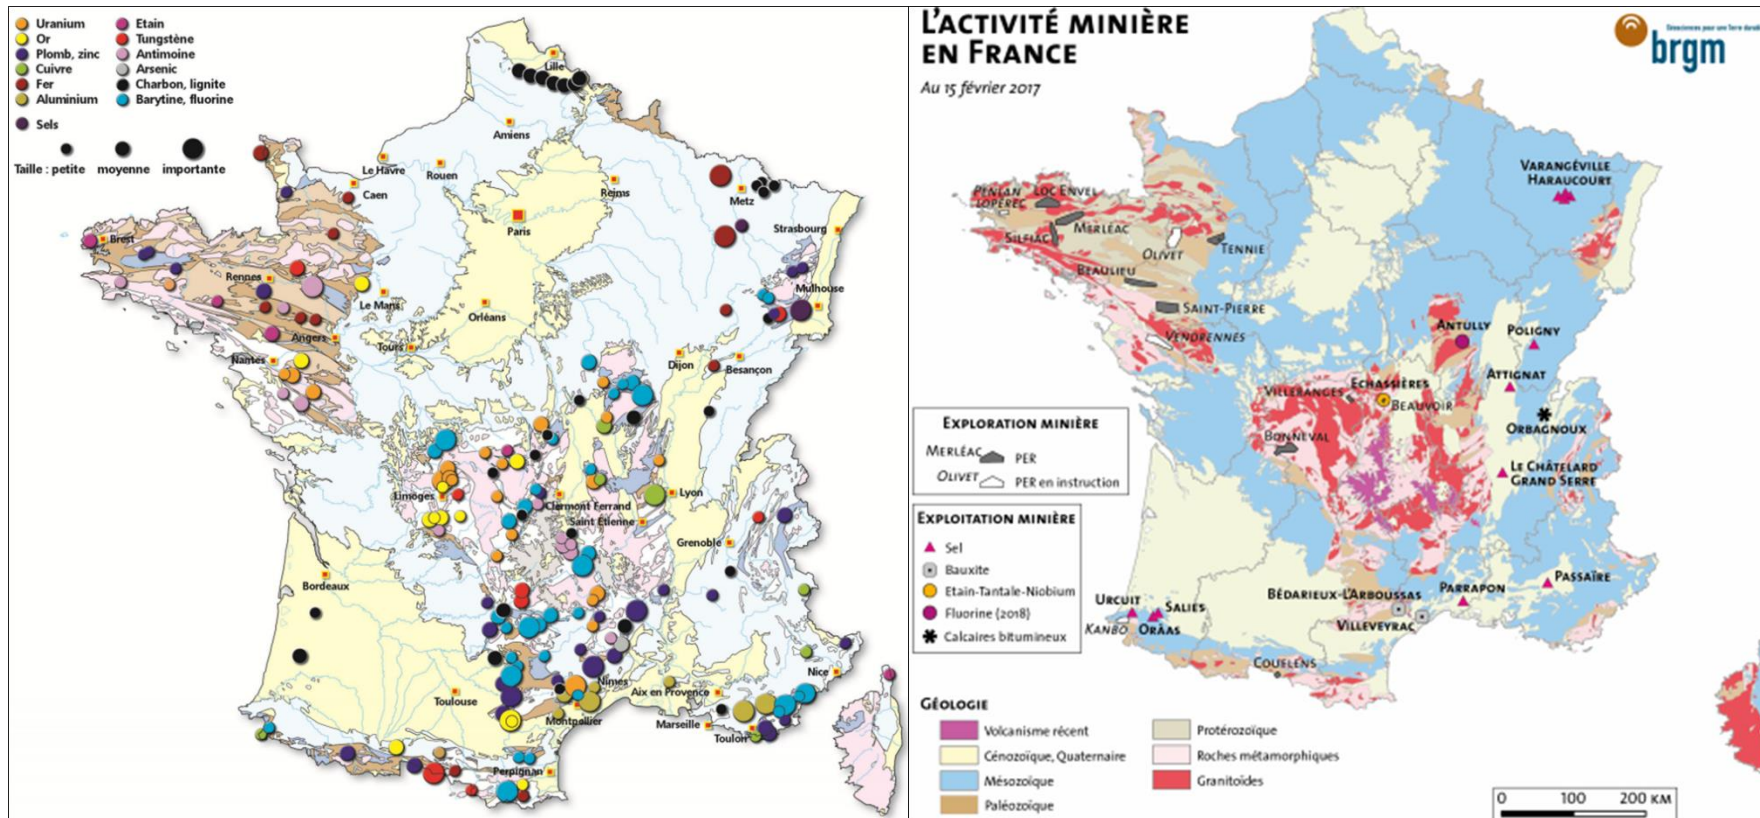 Uranium
Or
Plomb, zinc
Cuivre
Fer
Aluminium
Sels
Etain
Tungstène
Antimoine
Arsenic
Charbon, lignite
Barytine, fluorine
Taille : petite moyenne importante
Lille
Amiens
Le Havre
Rouen
Caen
Reims
Metz
Paris
Strasbourg
Brest
Rennes
Le Mans
Mulhouse
Orléans
Angers
Tours
Nantes
Dijon
Besançon
Limoges
Lyon
Clermont Ferrand
Saint Etienne
Grenoble
Bordeaux
Nice
Nîmes
Aix en Provence
Toulouse
Montpellier
Marseille
Toulon
Perpignan
L'ACTIVITÉ MINIÈRE
EN FRANCE
Au 15 février 2017
Géosciences pour une Terre durable
brgm
VARANGÉVILLE
HARAUCOURT
PENLAN
LOC ENVEL
LOPEREC
MERLÉAC
SILFIAC
OLIVET
TENNIE
BEAULIEU
SAINT-PIERRE
VENDRENNES
ANTULLY
POLIGNY
ATTIGNAT
VILLERANGES
ECHASSIÈRES
BEAUVOIR
ORBAGNOUX
BONNEVAL
LE CHÂTELARD
GRAND SERRE
PASSAÏRE
PARRAPON
BÉDARIEUX-L'ARBOUSSAS
VILLEVEYRAC
URCUIT
SALIES
KANBO
ORÀAS
COUFLENS
EXPLORATION MINIÈRE
MERLÉAC PER
OLIVET PER en instruction
EXPLOITATION MINIÈRE
Sel
Bauxite
Etain-Tantale-Niobium
Fluorine (2018)
Calcaires bitumineux
GÉOLOGIE
Volcanisme récent
Cénozoïque, Quaternaire
Mésozoïque
Paléozoïque
Protérozoïque
Roches métamorphiques
Granitoïdes
0 100 200 KM